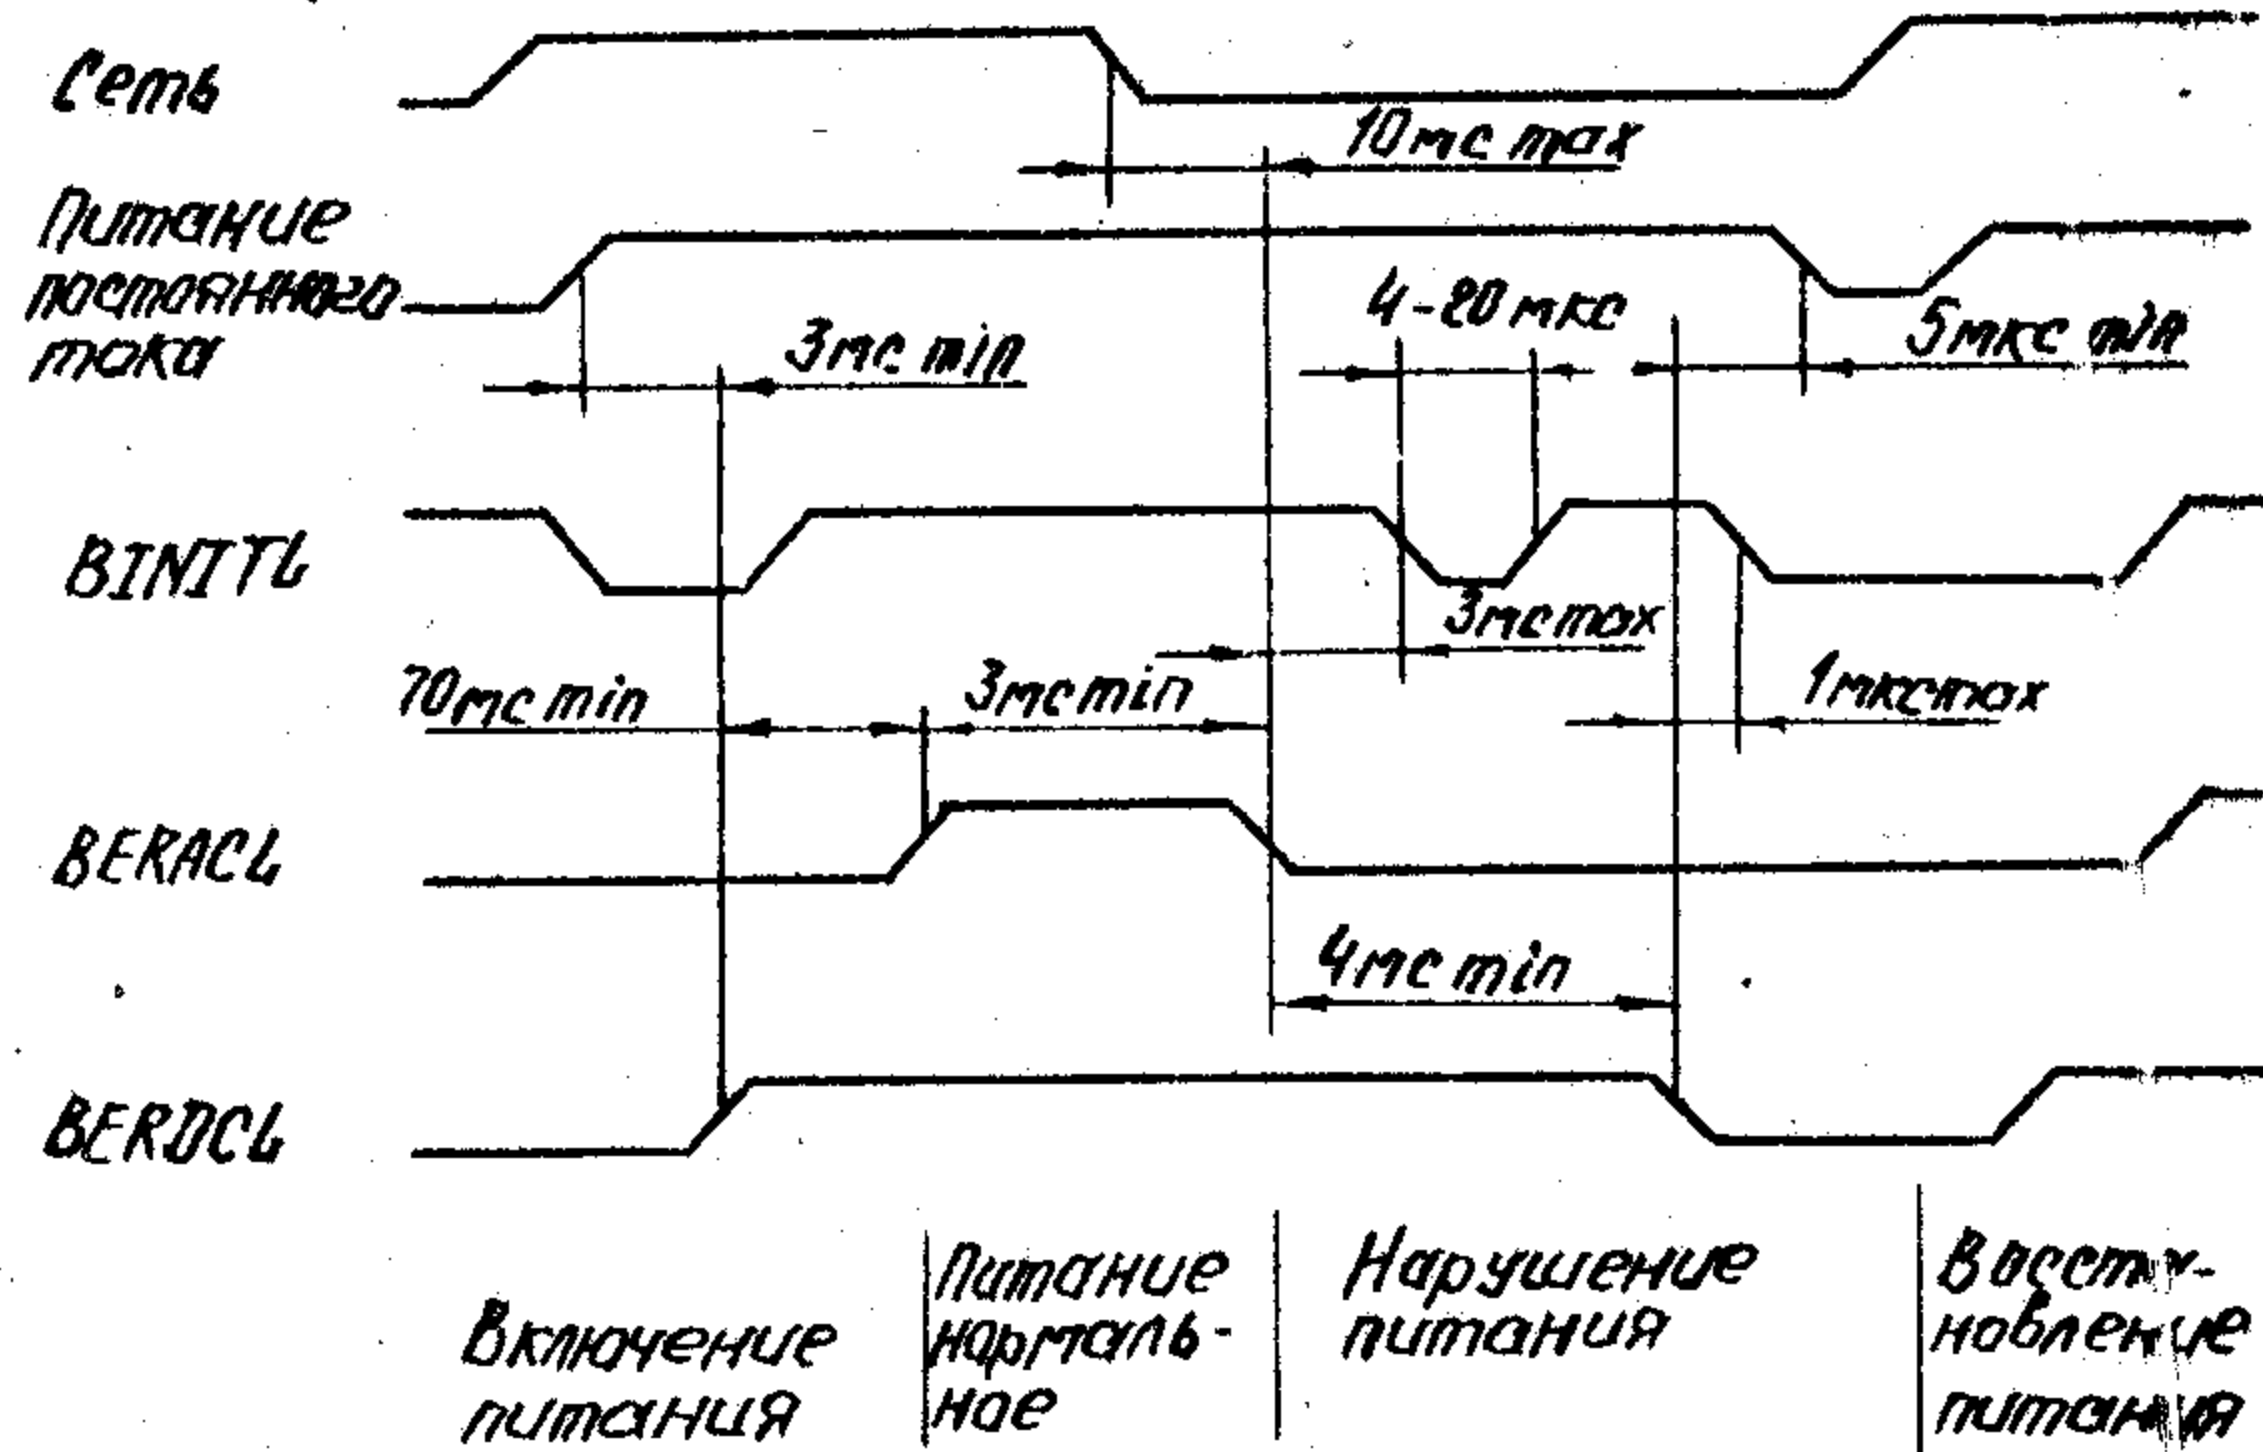 Сеть
10мс max
Питание
постоянного
тока
4-20 мкс
5мкс min
3мс min
BINITL
3мс max
70мс min
3мс min
1мкс max
BERACL
4мс min
BERDCL
Включение
питания
Питание
нормаль-
ное
Нарушение
питания
Восста-
новление
питания